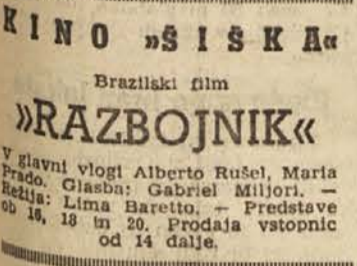 KINO »ŠIŠKA«
Brazilski film
»RAZBOJNIK«
V glavni vlogi Alberto Rušel, Maria
Prado. Glasba: Gabriel Miljori. —
Režija: Lima Baretto. — Predstave
ob 16, 18 in 20. Prodaja vstopnic
od 14 dalje.